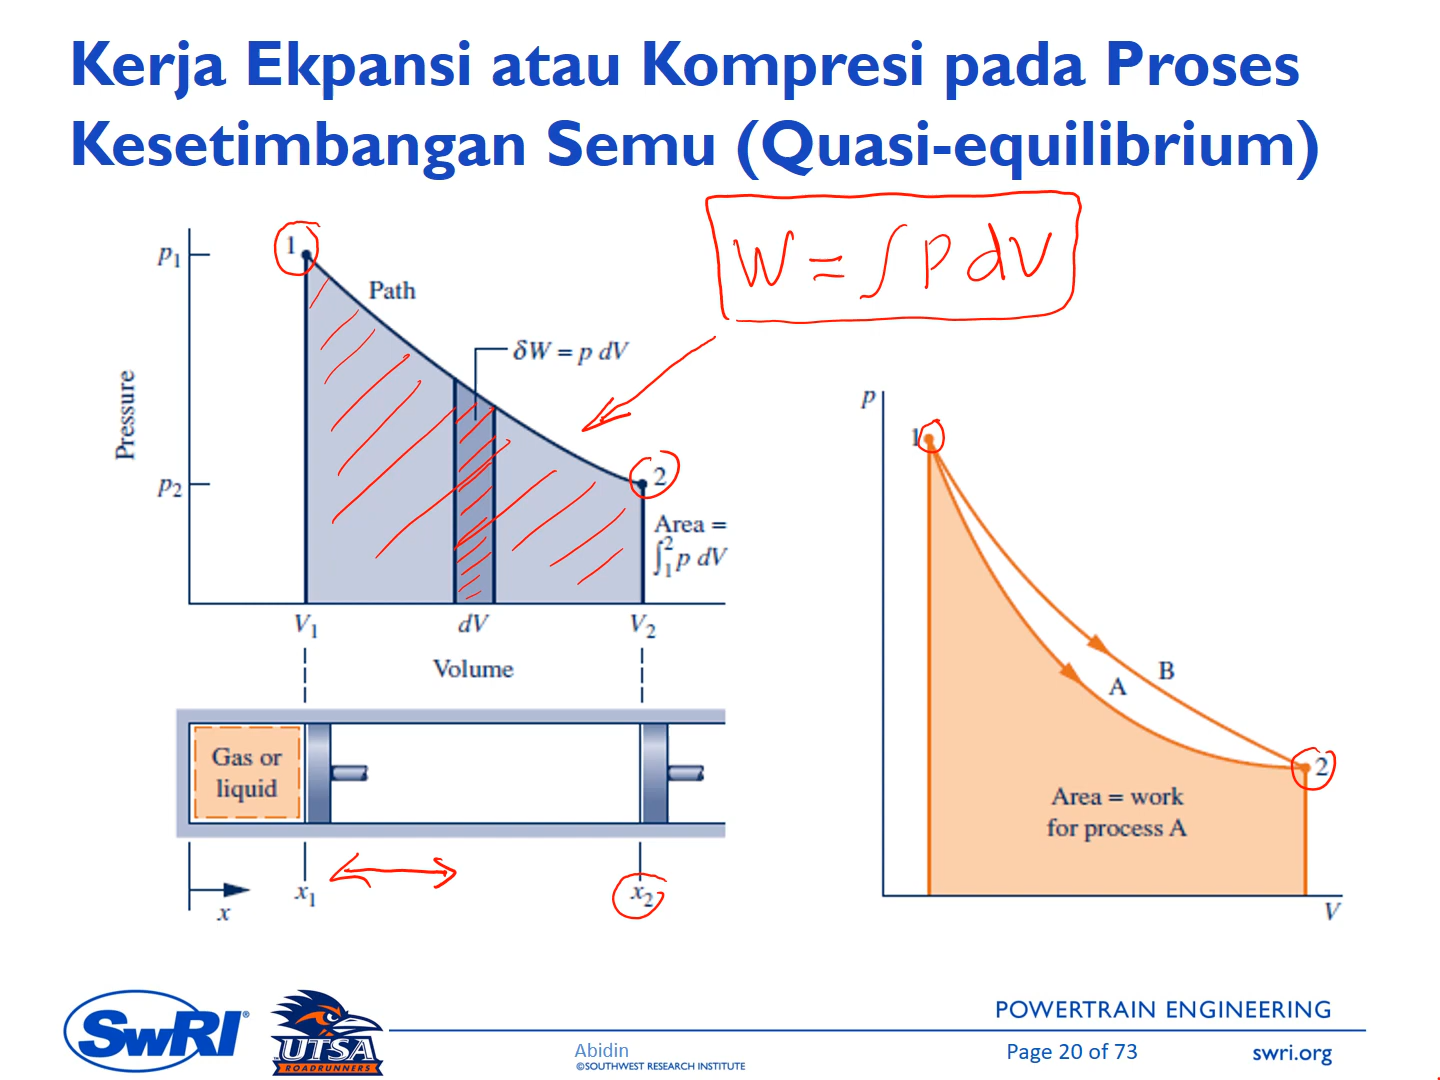 Kerja Ekpansi atau Kompresi pada Proses
Kesetimbangan Semu (Quasi-equilibrium)
W = ∫ P dV
p₁
1
Path
δW = p dV
Pressure
p₂
2
Area =
∫₁² p dV
V₁
dV
V₂
Volume
Gas or
liquid
x₁
x₂
x
p
1
B
A
2
Area = work
for process A
V
SwRI®
UTSA
ROADRUNNERS
POWERTRAIN ENGINEERING
Abidin
©SOUTHWEST RESEARCH INSTITUTE
Page 20 of 73
swri.org